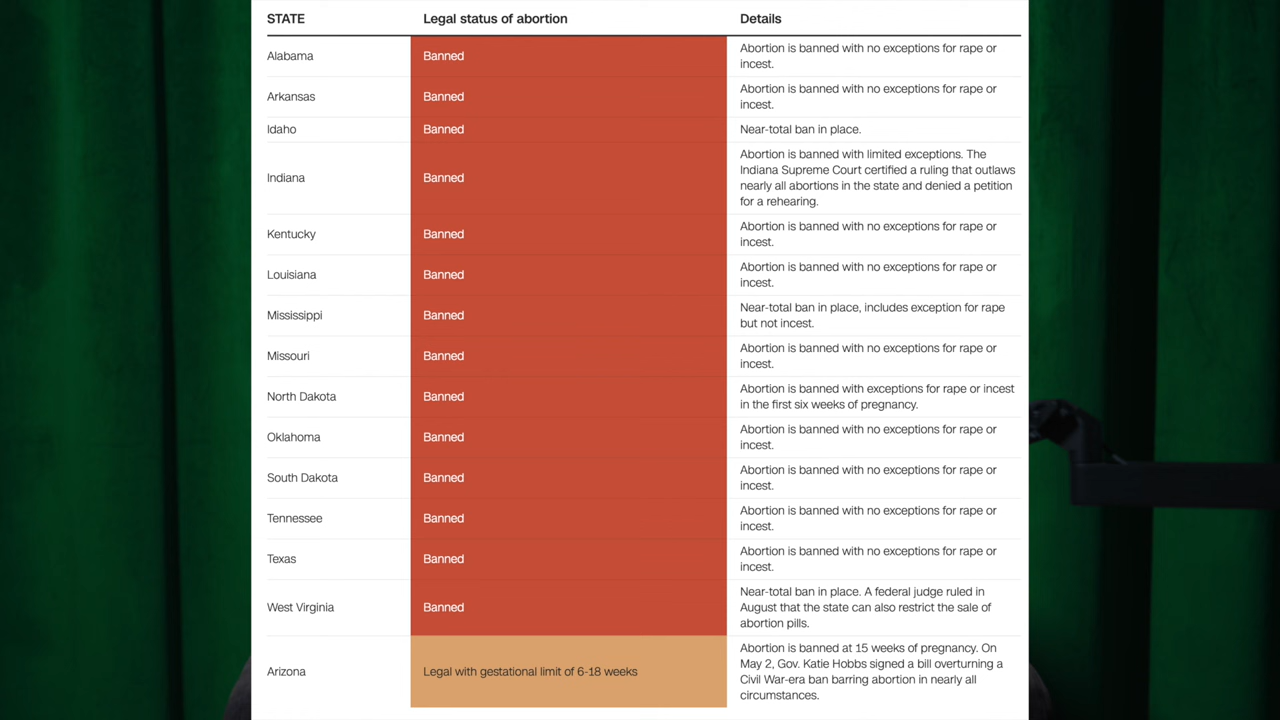 STATE Legal status of abortion Details
Alabama Banned Abortion is banned with no exceptions for rape or
incest.
Arkansas Banned Abortion is banned with no exceptions for rape or
incest.
Idaho Banned Near-total ban in place.
Indiana Banned Abortion is banned with limited exceptions. The
Indiana Supreme Court certified a ruling that outlaws
nearly all abortions in the state and denied a petition
for a rehearing.
Kentucky Banned Abortion is banned with no exceptions for rape or
incest.
Louisiana Banned Abortion is banned with no exceptions for rape or
incest.
Mississippi Banned Near-total ban in place, includes exception for rape
but not incest.
Missouri Banned Abortion is banned with no exceptions for rape or
incest.
North Dakota Banned Abortion is banned with exceptions for rape or incest
in the first six weeks of pregnancy.
Oklahoma Banned Abortion is banned with no exceptions for rape or
incest.
South Dakota Banned Abortion is banned with no exceptions for rape or
incest.
Tennessee Banned Abortion is banned with no exceptions for rape or
incest.
Texas Banned Abortion is banned with no exceptions for rape or
incest.
West Virginia Banned Near-total ban in place. A federal judge ruled in
August that the state can also restrict the sale of
abortion pills.
Arizona Legal with gestational limit of 6-18 weeks Abortion is banned at 15 weeks of pregnancy. On
May 2, Gov. Katie Hobbs signed a bill overturning a
Civil War-era ban barring abortion in nearly all
circumstances.